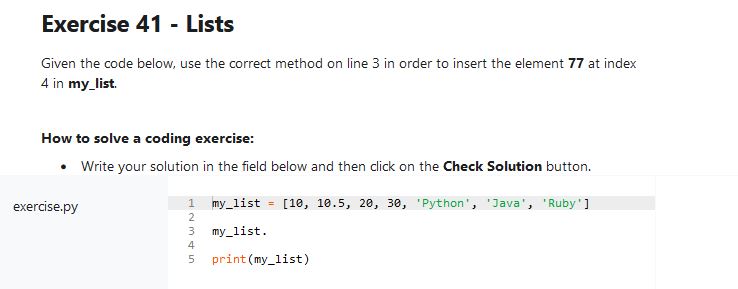 Exercise 41 - Lists
Given the code below, use the correct method on line 3 in order to insert the element 77 at index
4 in my_list.
How to solve a coding exercise:
• Write your solution in the field below and then click on the Check Solution button.
exercise.py
1 my_list = [10, 10.5, 20, 30, 'Python', 'Java', 'Ruby']
2
3 my_list.
4
5 print(my_list)